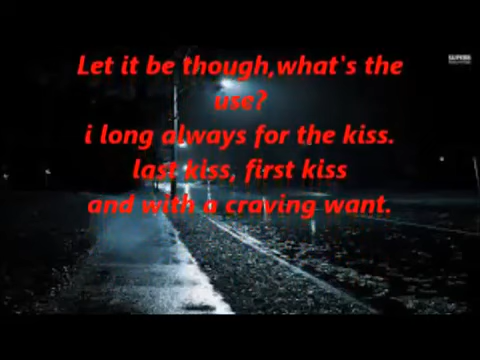 Let it be though,what's the
use?
i long always for the kiss.
last kiss, first kiss
and with a craving want.